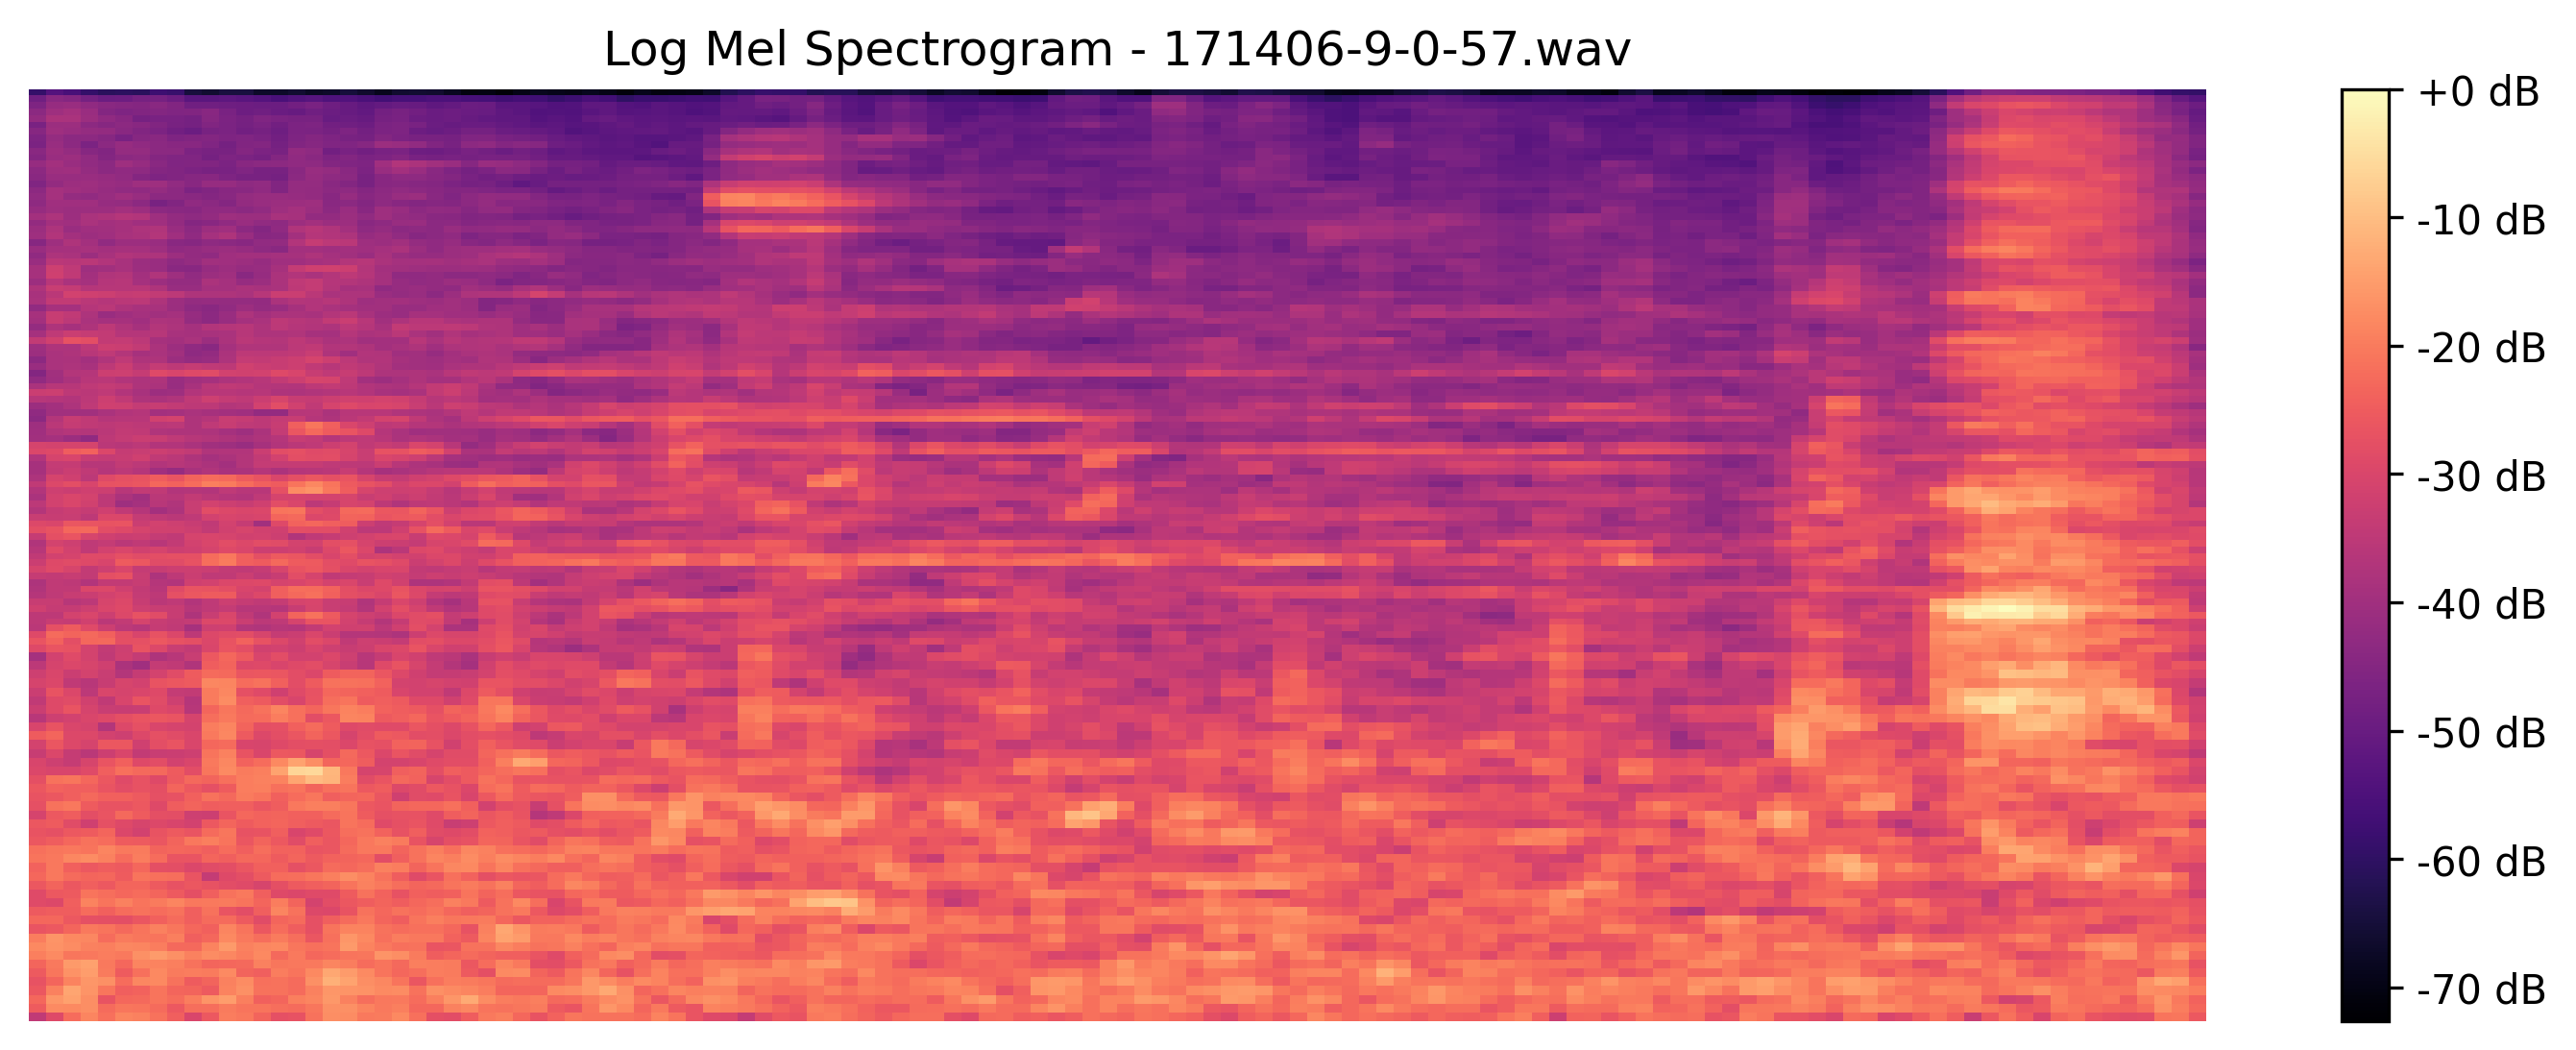 Log Mel Spectrogram - 171406-9-0-57.wav
+0 dB
-10 dB
-20 dB
-30 dB
-40 dB
-50 dB
-60 dB
-70 dB